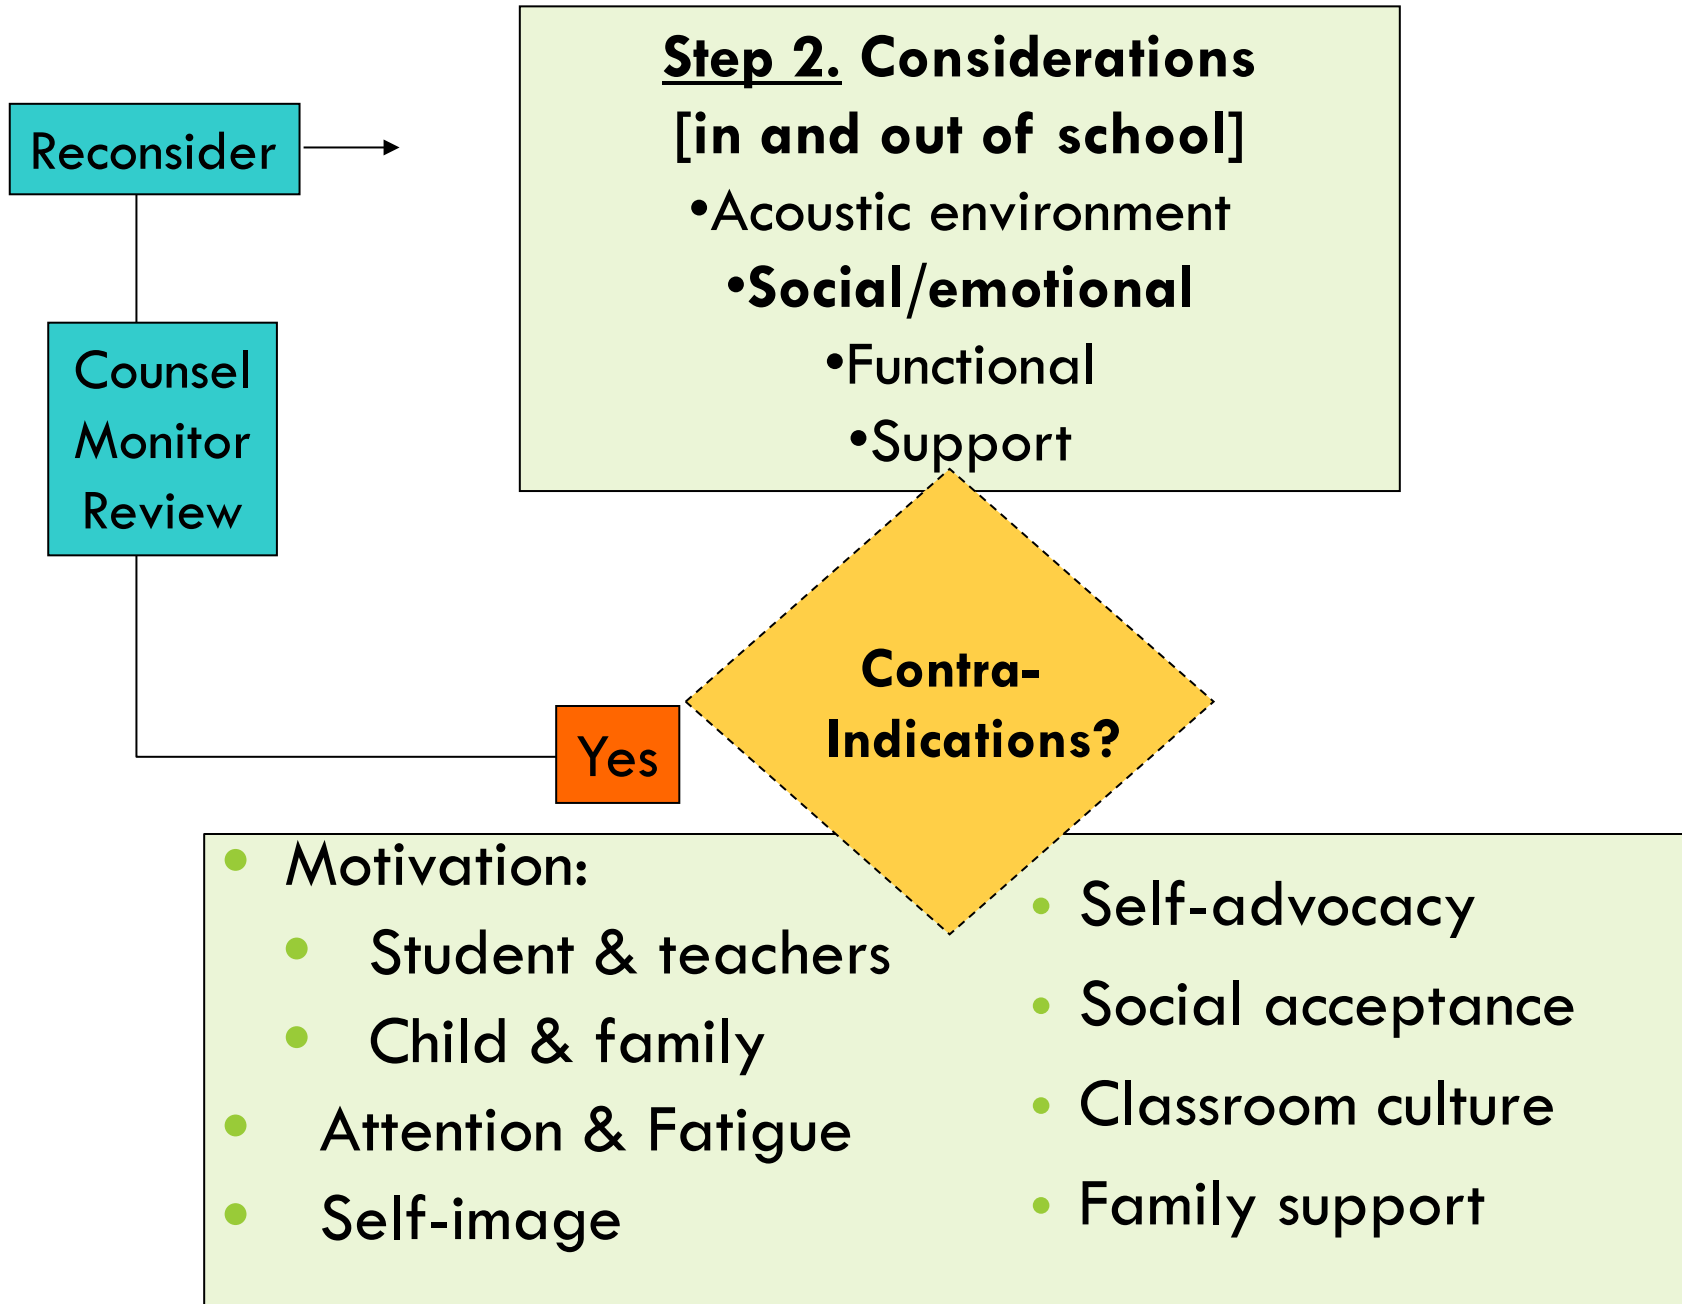 Step 2. Considerations
[in and out of school]
•Acoustic environment
•Social/emotional
•Functional
•Support
Reconsider
Counsel
Monitor
Review
Contra-
Indications?
Yes
• Motivation:
• Student & teachers
• Child & family
• Attention & Fatigue
• Self-image
• Self-advocacy
• Social acceptance
• Classroom culture
• Family support